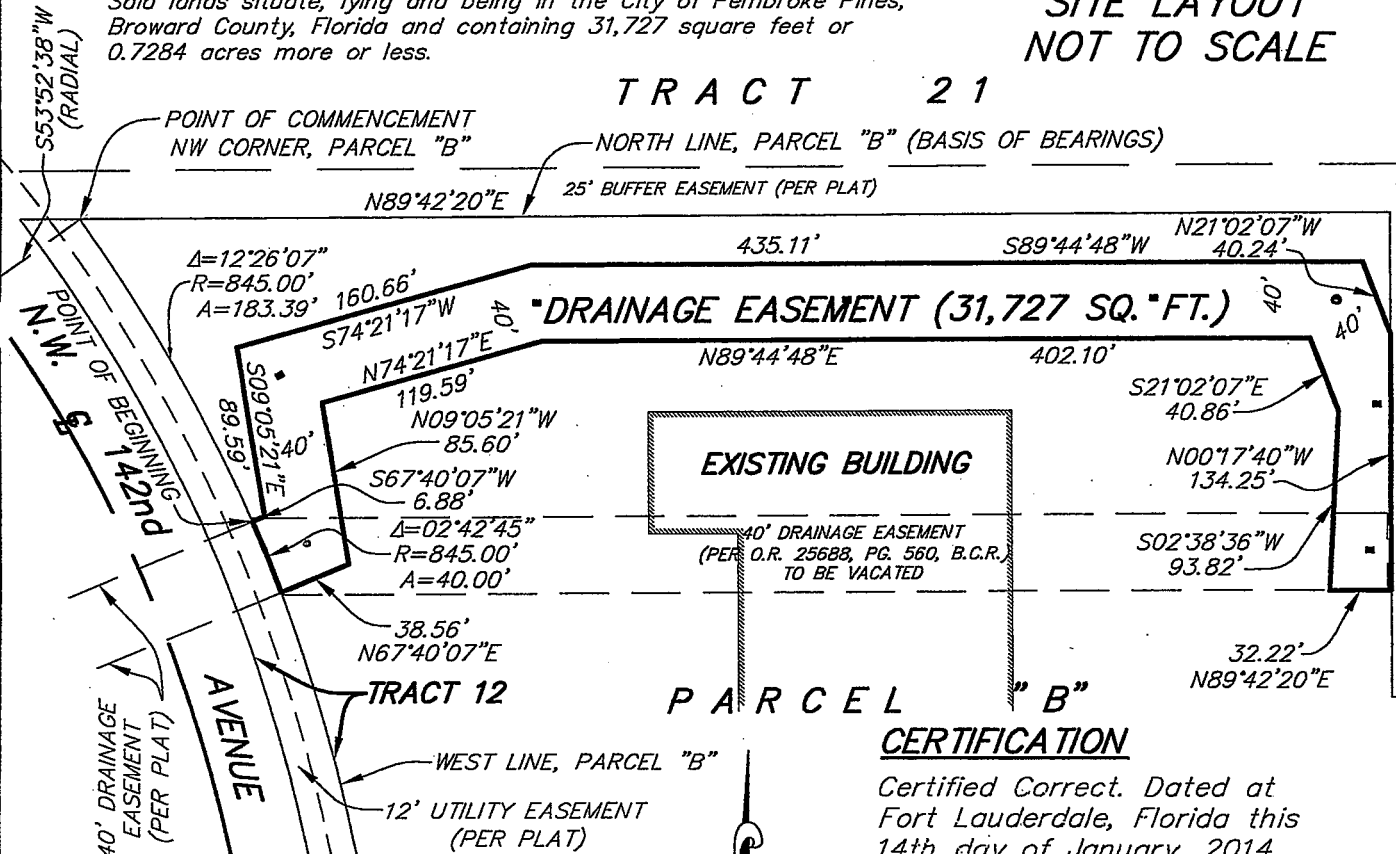 Said lands situate, lying and being in the City of Pembroke Pines,
Broward County, Florida and containing 31,727 square feet or
0.7284 acres more or less.
SITE LAYOUT
NOT TO SCALE
S53°52'38"W
(RADIAL)
TRACT 21
POINT OF COMMENCEMENT
NW CORNER, PARCEL "B"
NORTH LINE, PARCEL "B" (BASIS OF BEARINGS)
25' BUFFER EASEMENT (PER PLAT)
N89°42'20"E
N21°02'07"W
40.24'
435.11'
S89°44'48"W
Δ=12°26'07"
R=845.00'
A=183.39'
160.66'
S74°21'17"W
40'
DRAINAGE EASEMENT (31,727 SQ. FT.)
40'
40'
N74°21'17"E
119.59'
N89°44'48"E
402.10'
POINT OF BEGINNING
N.W.
℄
142nd
AVENUE
S09°05'21"E
89.59'
40'
N09°05'21"W
85.60'
S67°40'07"W
6.88'
Δ=02°42'45"
R=845.00'
A=40.00'
EXISTING BUILDING
S21°02'07"E
40.86'
N00°17'40"W
134.25'
40' DRAINAGE EASEMENT
(PER O.R. 25688, PG. 560, B.C.R.)
TO BE VACATED
S02°38'36"W
93.82'
38.56'
N67°40'07"E
32.22'
N89°42'20"E
TRACT 12
PARCEL "B"
40' DRAINAGE
EASEMENT
(PER PLAT)
WEST LINE, PARCEL "B"
12' UTILITY EASEMENT
(PER PLAT)
CERTIFICATION
Certified Correct. Dated at
Fort Lauderdale, Florida this
14th day of January, 2014